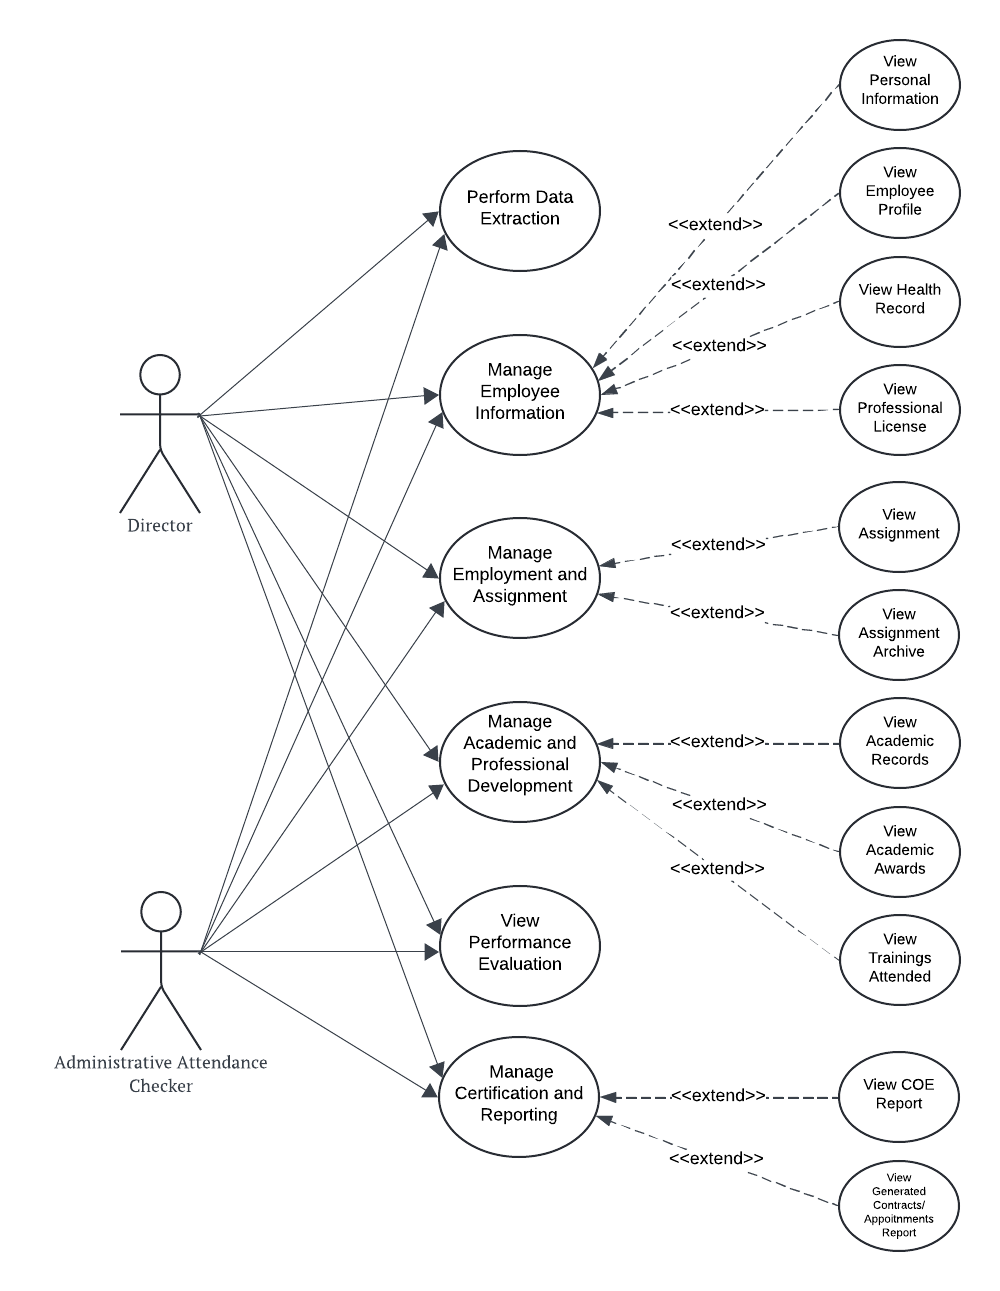 View
Personal
Information
View
Employee
Profile
Perform Data
Extraction
<<extend>>
<<extend>>
View Health
Record
<<extend>>
Manage
Employee
Information
<<extend>>
View
Professional
License
Director
View
Assignment
<<extend>>
Manage
Employment and
Assignment
<<extend>>
View
Assignment
Archive
Manage
Academic and
Professional
Development
<<extend>>
View
Academic
Records
<<extend>>
View
Academic
Awards
<<extend>>
View
Performance
Evaluation
View
Trainings
Attended
Administrative Attendance
Checker
Manage
Certification and
Reporting
<<extend>>
View COE
Report
<<extend>>
View
Generated
Contracts/
Appoitnments
Report